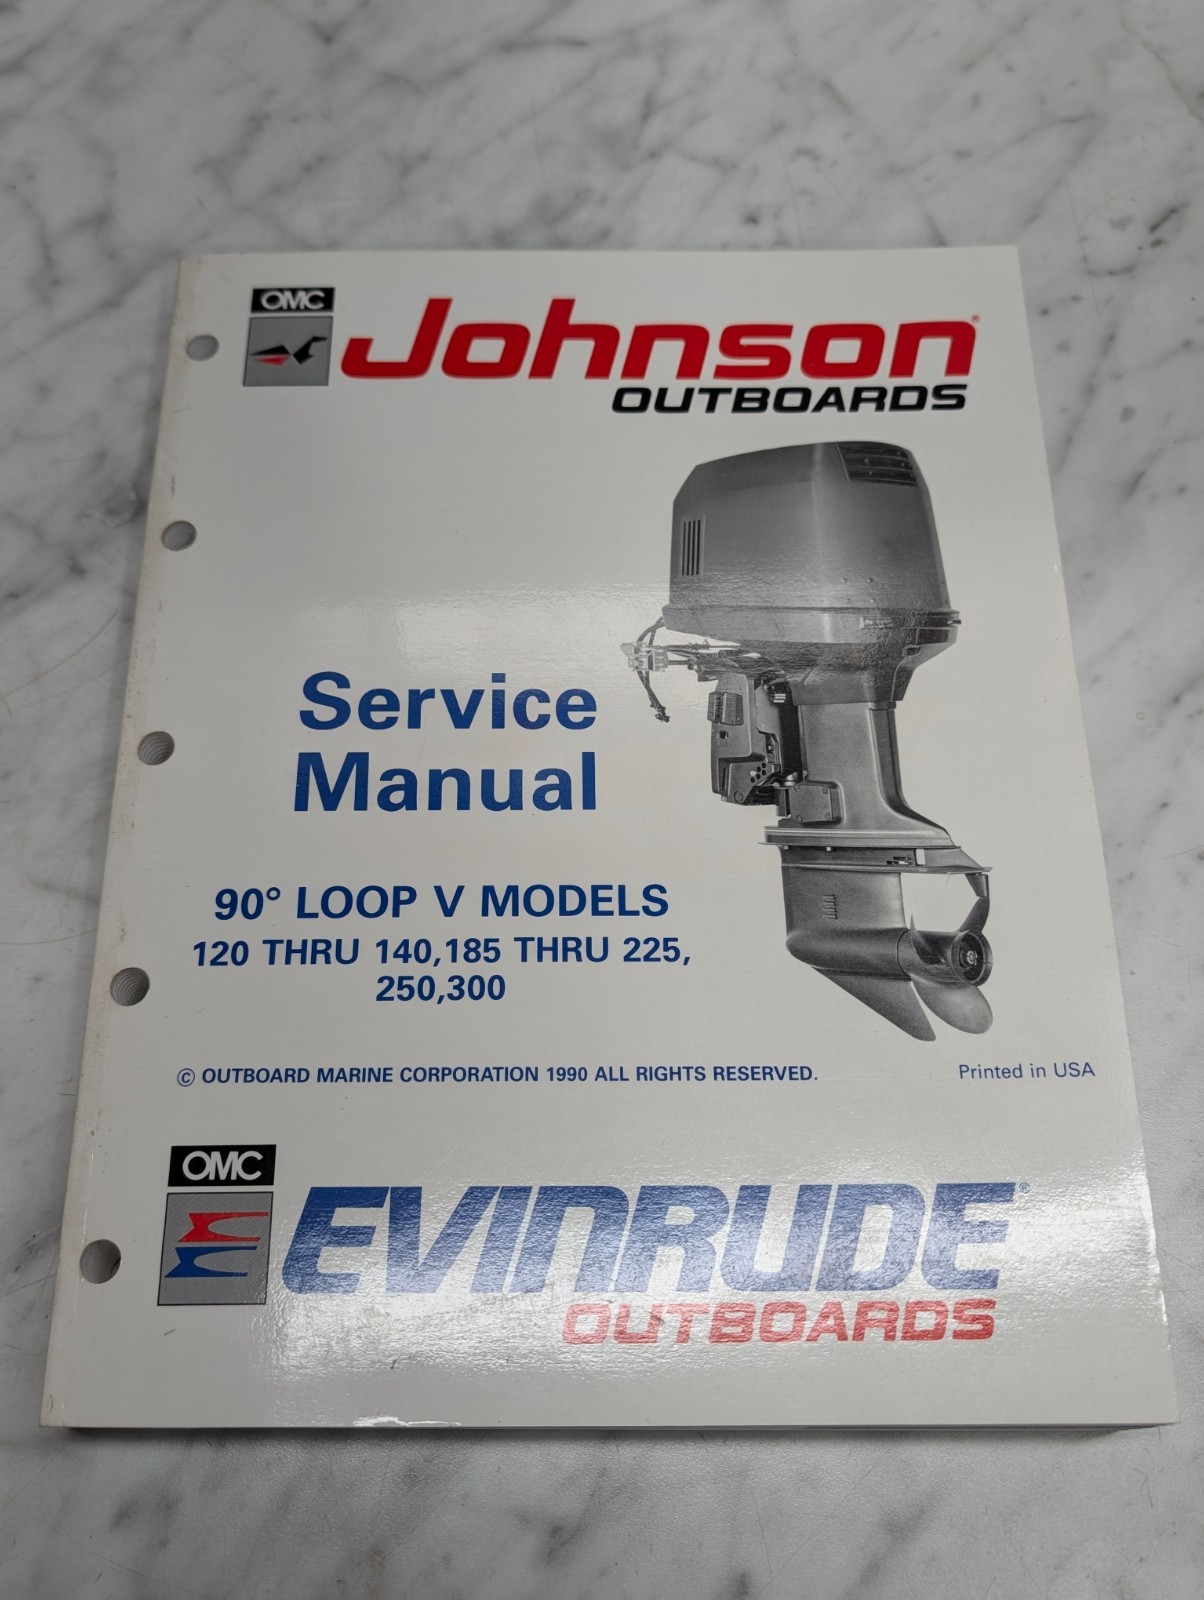 OMC
Johnson®
OUTBOARDS
Service
Manual
90° LOOP V MODELS
120 THRU 140,185 THRU 225,
250,300
© OUTBOARD MARINE CORPORATION 1990 ALL RIGHTS RESERVED.
Printed in USA
OMC
EVINRUDE®
OUTBOARDS